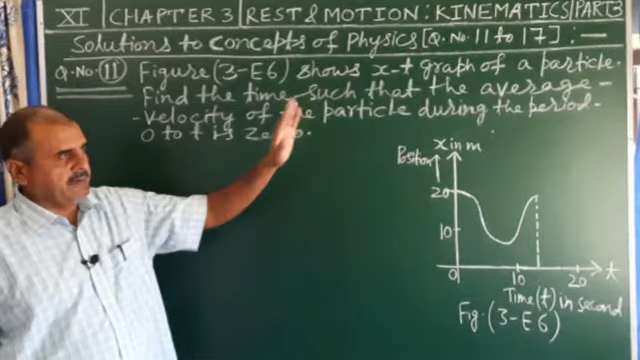 XI | CHAPTER 3 | REST & MOTION: KINEMATICS | PART 3
Solutions to Concepts of Physics [Q. No. 11 to 17] :—
Q. No. 11 Figure (3-E6) shows x-t graph of a particle.
Find the time such that the average -
- velocity of the particle during the period -
0 to t is zero.
x in m
Position
20
10
0
10
20
t
Time (t) in second
Fig. (3-E6)